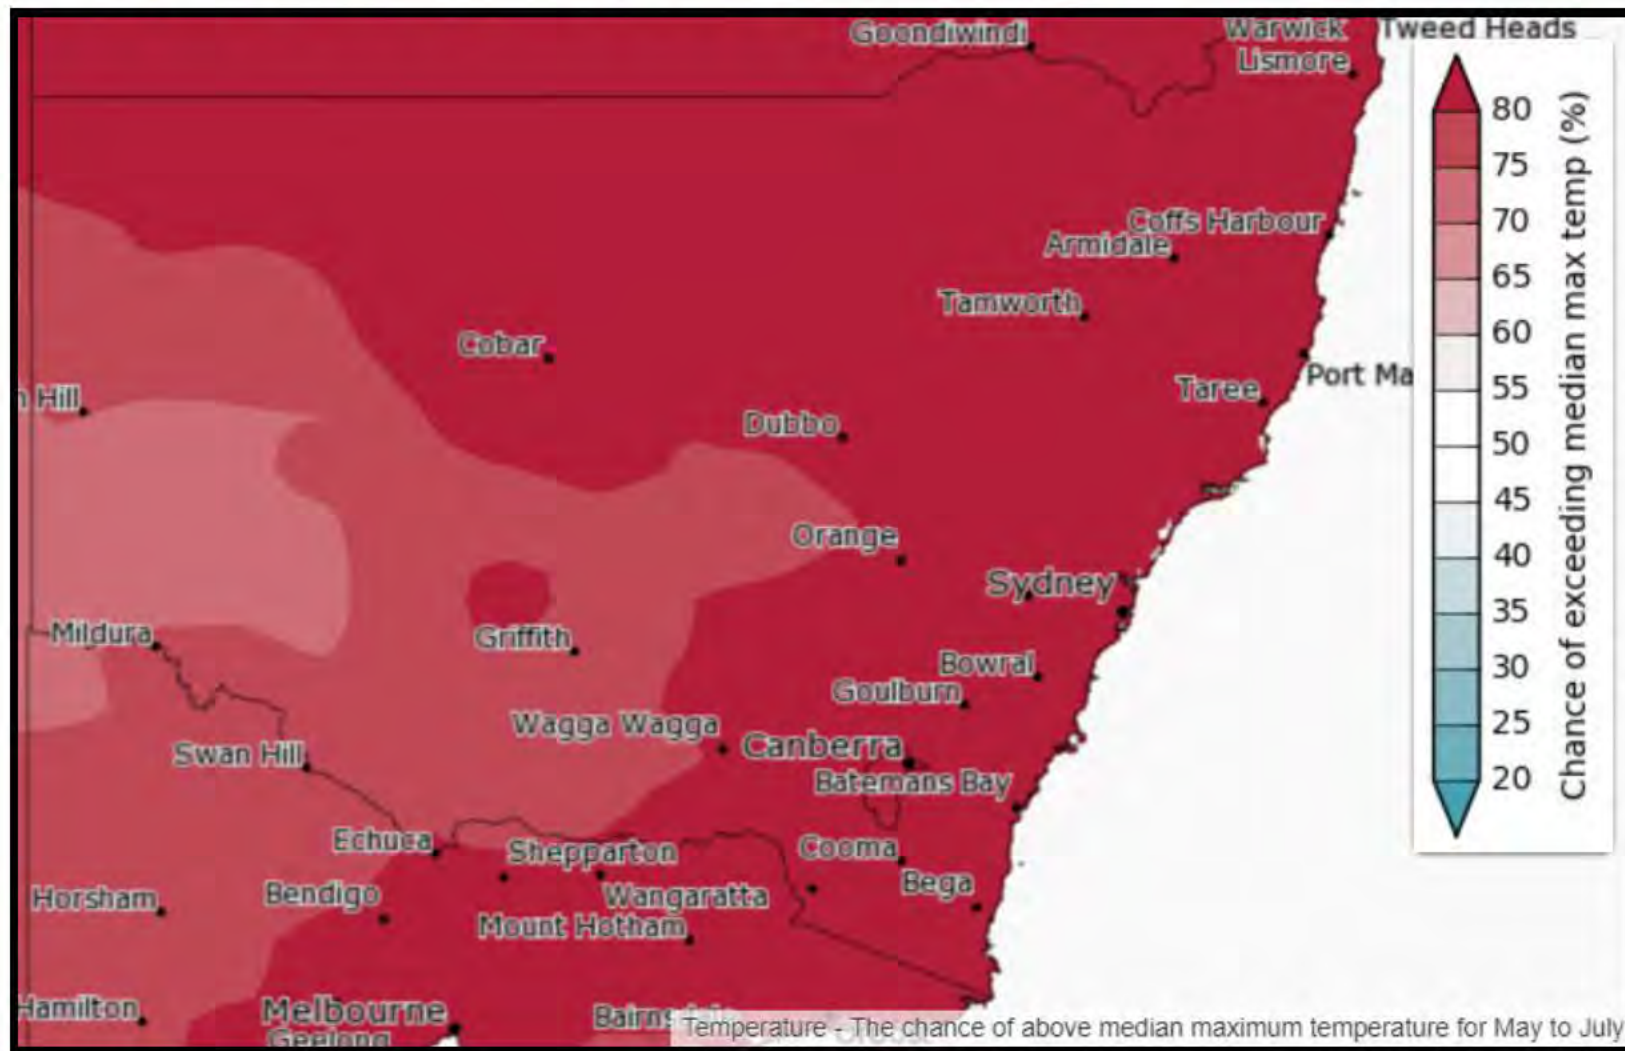 Goondiwindi
Warwick
Tweed Heads
Lismore
Coffs Harbour
Armidale
Tamworth
Cobar
Port Ma
Taree
n Hill
Dubbo
Orange
Sydney
Mildura
Griffith
Bowral
Goulburn
Wagga Wagga
Canberra
Swan Hill
Batemans Bay
Echuca
Shepparton
Cooma
Bega
Horsham
Bendigo
Wangaratta
Mount Hotham
Hamilton
Melbourne
Geelong
Bairns
80
75
70
65
60
55
50
45
40
35
30
25
20
Chance of exceeding median max temp (%)
Temperature - The chance of above median maximum temperature for May to July